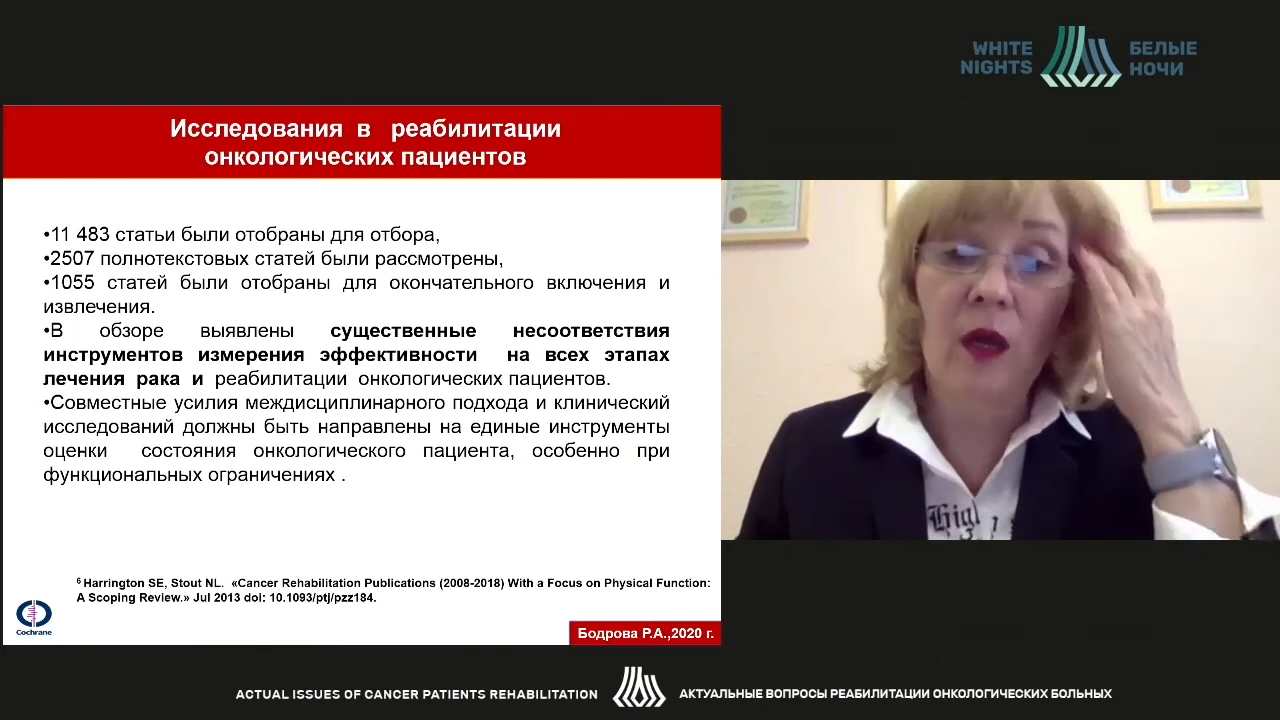 WHITE
NIGHTS
БЕЛЫЕ
НОЧИ
Исследования в реабилитации
онкологических пациентов
•11 483 статьи были отобраны для отбора,
•2507 полнотекстовых статей были рассмотрены,
•1055 статей были отобраны для окончательного включения и
извлечения.
•В обзоре выявлены существенные несоответствия
инструментов измерения эффективности на всех этапах
лечения рака и реабилитации онкологических пациентов.
•Совместные усилия междисциплинарного подхода и клинический
исследований должны быть направлены на единые инструменты
оценки состояния онкологического пациента, особенно при
функциональных ограничениях .
6 Harrington SE, Stout NL. «Cancer Rehabilitation Publications (2008-2018) With a Focus on Physical Function:
A Scoping Review.» Jul 2013 doi: 10.1093/ptj/pzz184.
Cochrane
Бодрова Р.А.,2020 г.
ACTUAL ISSUES OF CANCER PATIENTS REHABILITATION
АКТУАЛЬНЫЕ ВОПРОСЫ РЕАБИЛИТАЦИИ ОНКОЛОГИЧЕСКИХ БОЛЬНЫХ